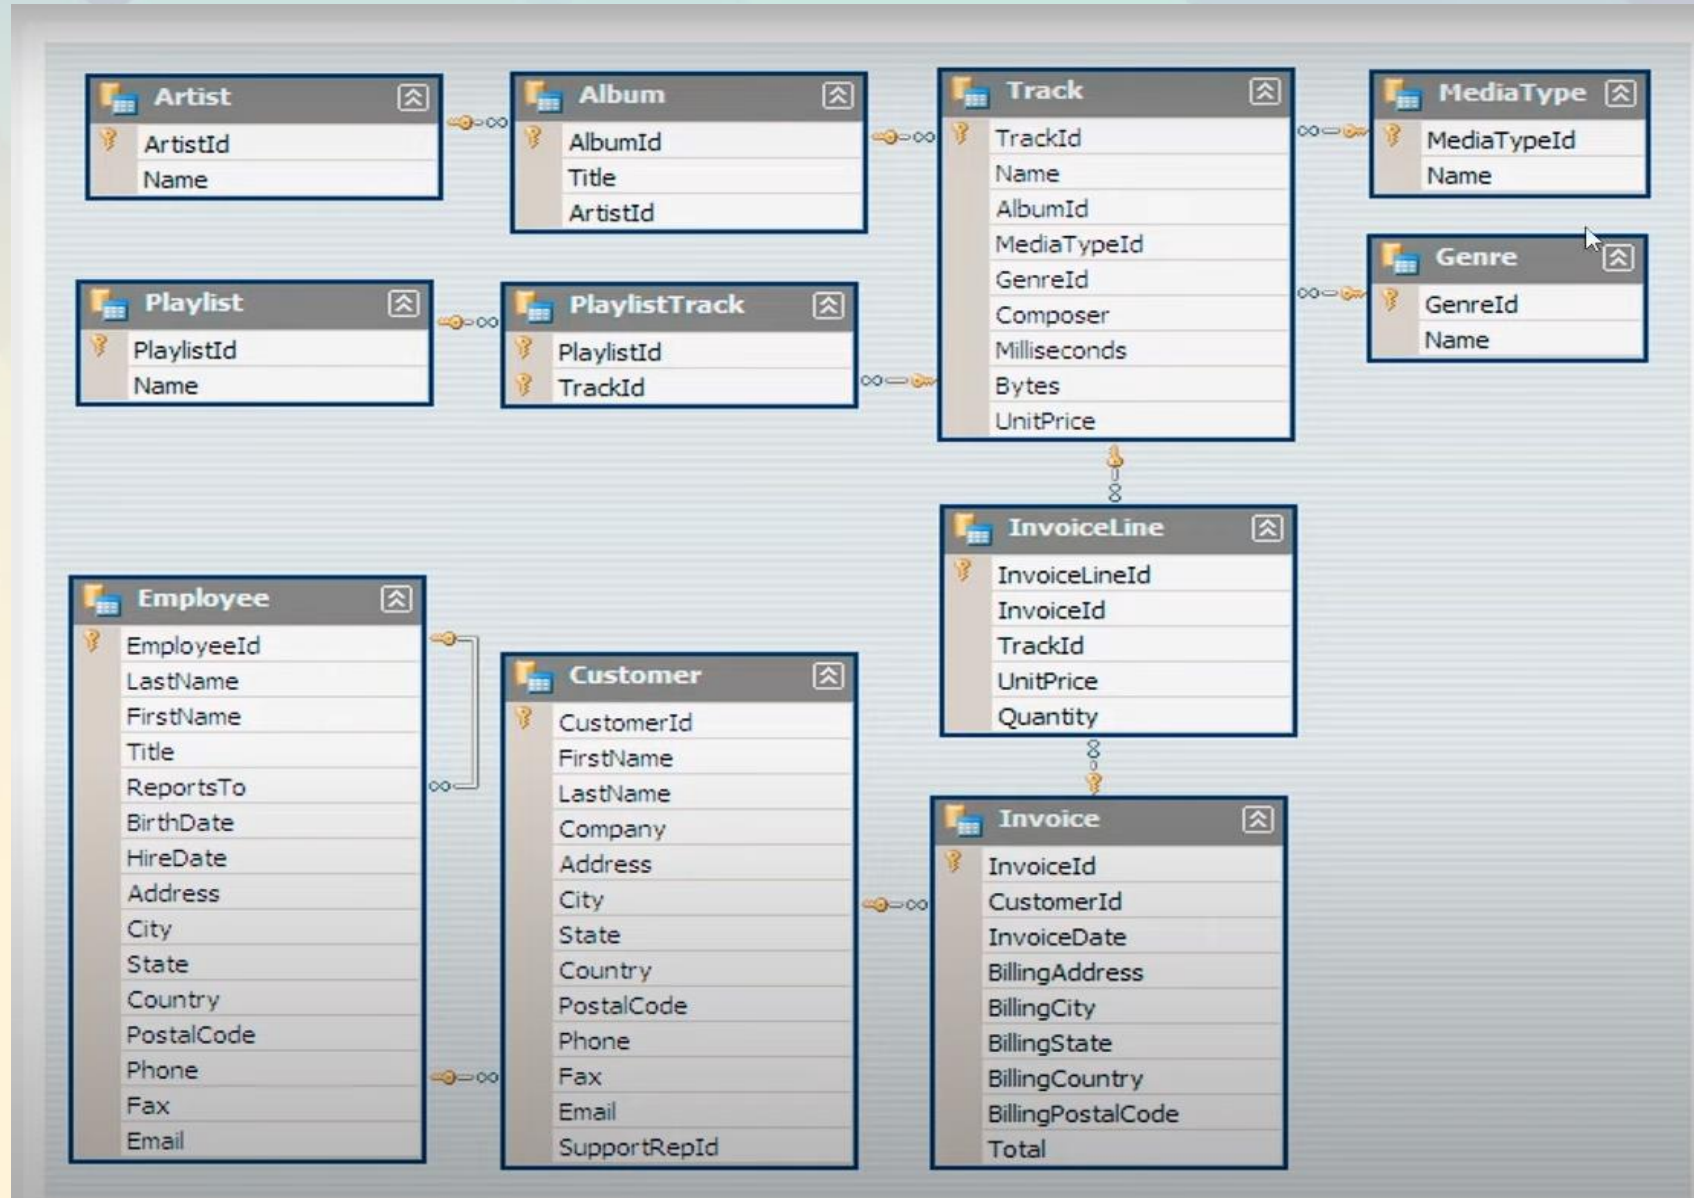 Artist
ArtistId
Name
Album
AlbumId
Title
ArtistId
Track
TrackId
Name
AlbumId
MediaTypeId
GenreId
Composer
Milliseconds
Bytes
UnitPrice
MediaType
MediaTypeId
Name
Genre
GenreId
Name
Playlist
PlaylistId
Name
PlaylistTrack
PlaylistId
TrackId
InvoiceLine
InvoiceLineId
InvoiceId
TrackId
UnitPrice
Quantity
Employee
EmployeeId
LastName
FirstName
Title
ReportsTo
BirthDate
HireDate
Address
City
State
Country
PostalCode
Phone
Fax
Email
Customer
CustomerId
FirstName
LastName
Company
Address
City
State
Country
PostalCode
Phone
Fax
Email
SupportRepId
Invoice
InvoiceId
CustomerId
InvoiceDate
BillingAddress
BillingCity
BillingState
BillingCountry
BillingPostalCode
Total